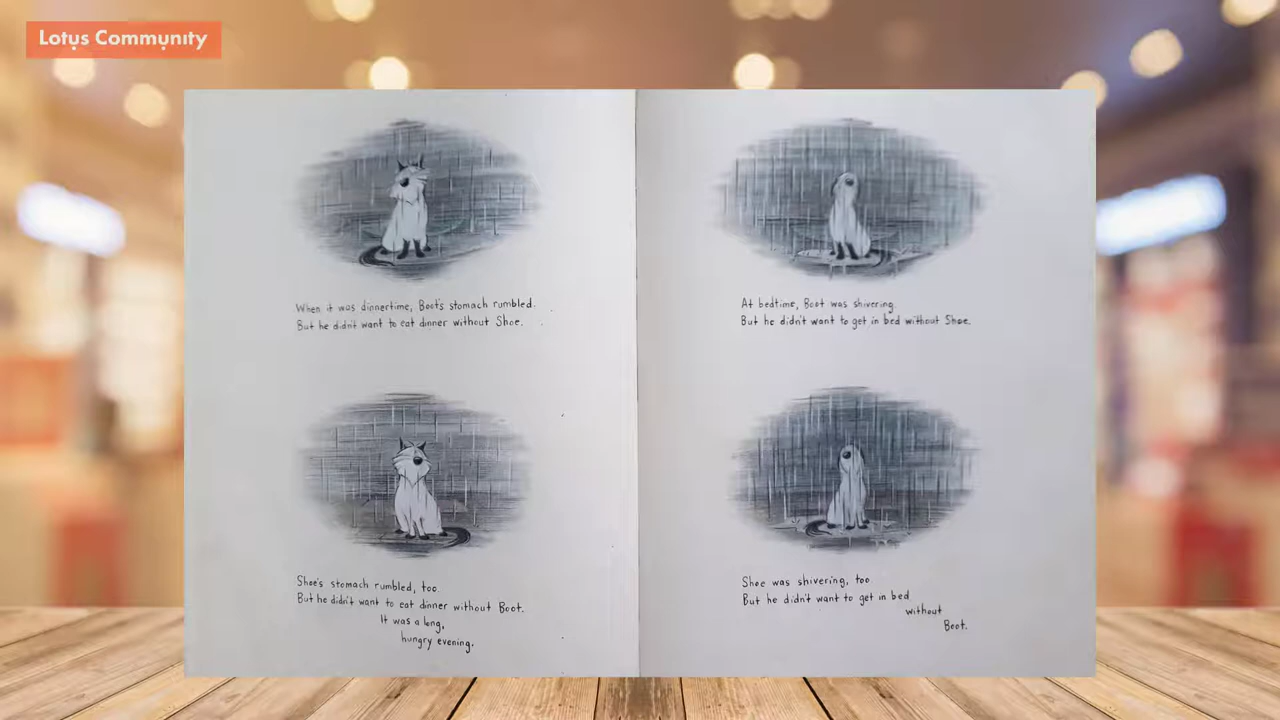 Lotus Community
When it was dinnertime, Boot's stomach rumbled.
But he didn't want to eat dinner without Shoe.
Shoe's stomach rumbled, too.
But he didn't want to eat dinner without Boot.
It was a long,
hungry evening.
At bedtime, Boot was shivering.
But he didn't want to get in bed without Shoe.
Shoe was shivering, too
But he didn't want to get in bed
without
Boot.